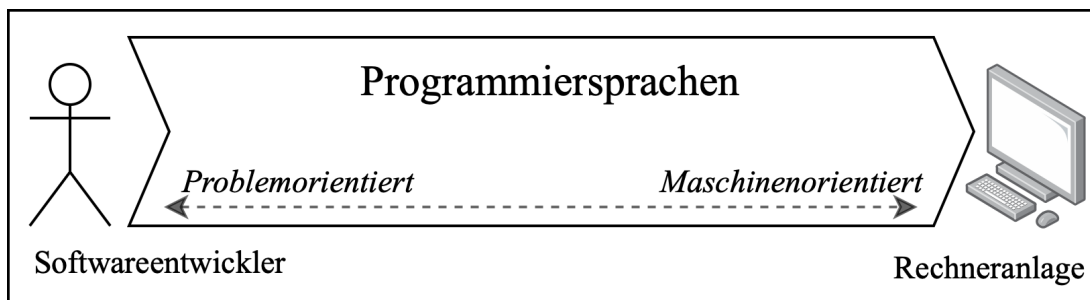 Programmiersprachen
Problemorientiert Maschinenorientiert
Softwareentwickler
Rechneranlage